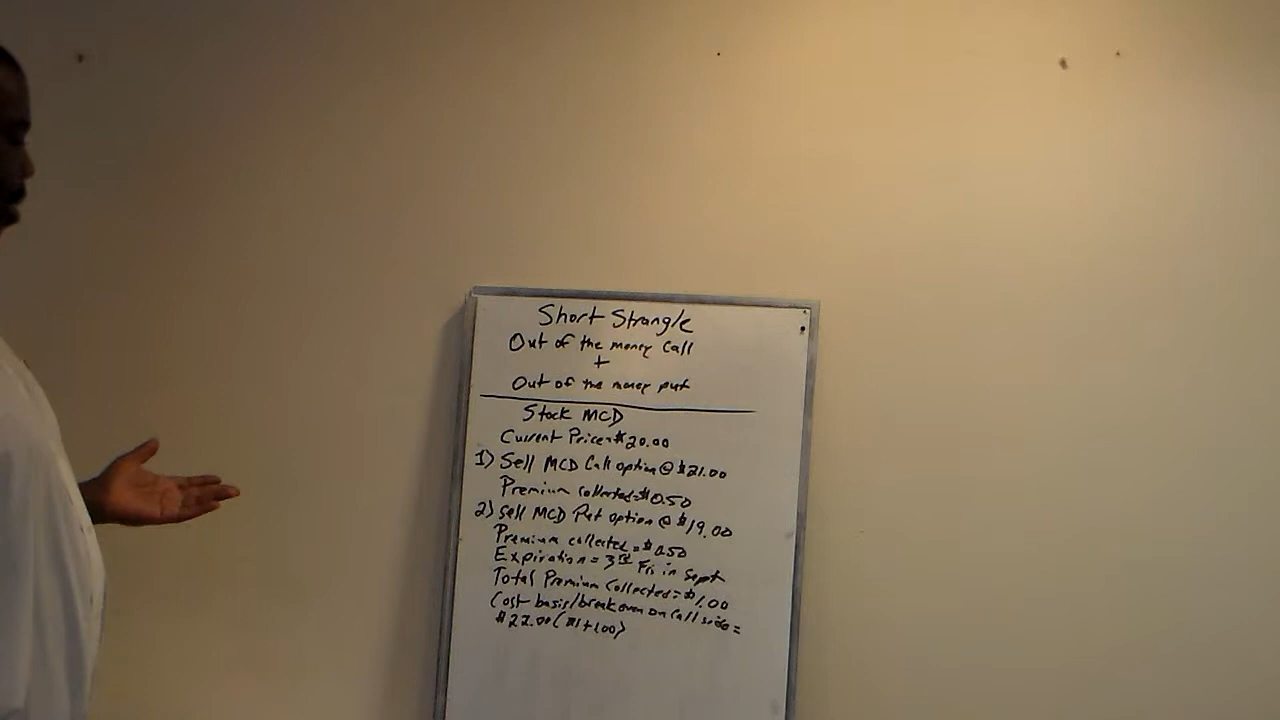 Short Strangle
Out of the money call
+
Out of the money put
Stock MCD
Current Price=$20.00
1) Sell MCD Call option @ $21.00
Premium collected=$0.50
2) Sell MCD Put option @ $19.00
Premium collected=$0.50
Expiration= 3rd Fri in Sept
Total Premium Collected=$1.00
Cost basis/breakeven on call side=
$22.00(21+1.00)